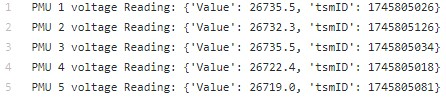 1 PMU 1 voltage Reading: {'Value': 26735.5, 'tsmID': 1745805026}
2 PMU 2 voltage Reading: {'Value': 26732.3, 'tsmID': 1745805126}
3 PMU 3 voltage Reading: {'Value': 26735.5, 'tsmID': 1745805034}
4 PMU 4 voltage Reading: {'Value': 26722.4, 'tsmID': 1745805018}
5 PMU 5 voltage Reading: {'Value': 26719.0, 'tsmID': 1745805081}